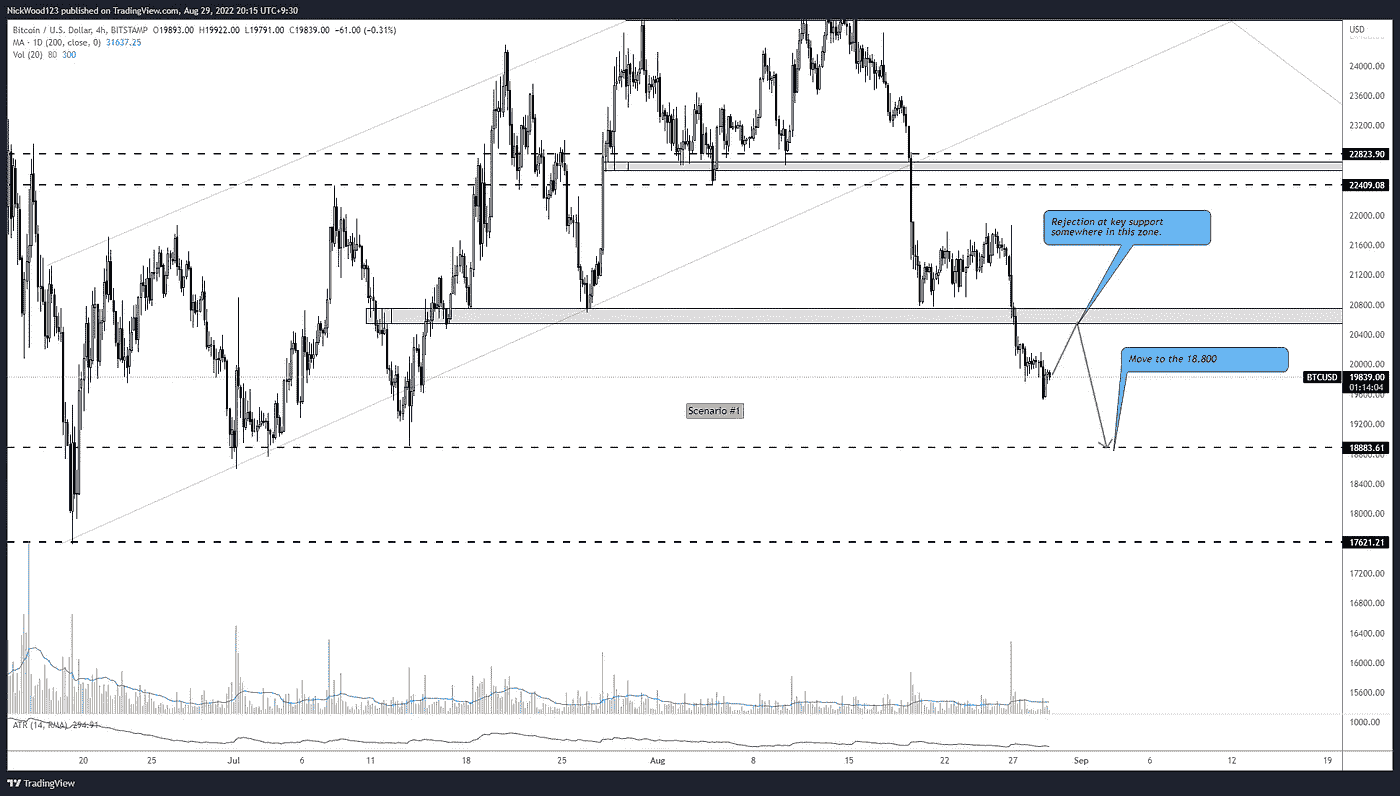 NickWood123 published on TradingView.com, Aug 29, 2022 20:15 UTC+9:30
Bitcoin / U.S. Dollar, 4h, BITSTAMP O19893.00 H19922.00 L19791.00 C19839.00 −61.00 (−0.31%)
MA - 1D (200, close, 0) 31637.25
Vol (20) 80 300
USD
24000.00
23600.00
23200.00
22823.90
22409.08
22000.00
Rejection at key support
somewhere in this zone.
21600.00
21200.00
20800.00
20400.00
Move to the 18,800
20000.00
BTCUSD 19839.00
01:14:04
19600.00
Scenario #1
19200.00
18883.61
18800.00
18400.00
18000.00
17621.21
17200.00
16800.00
16400.00
16000.00
15600.00
ATR (14, RMA) 294.91
1000.00
20 25 Jul 6 11 18 25 Aug 8 15 22 27 Sep 6 12 19
TradingView